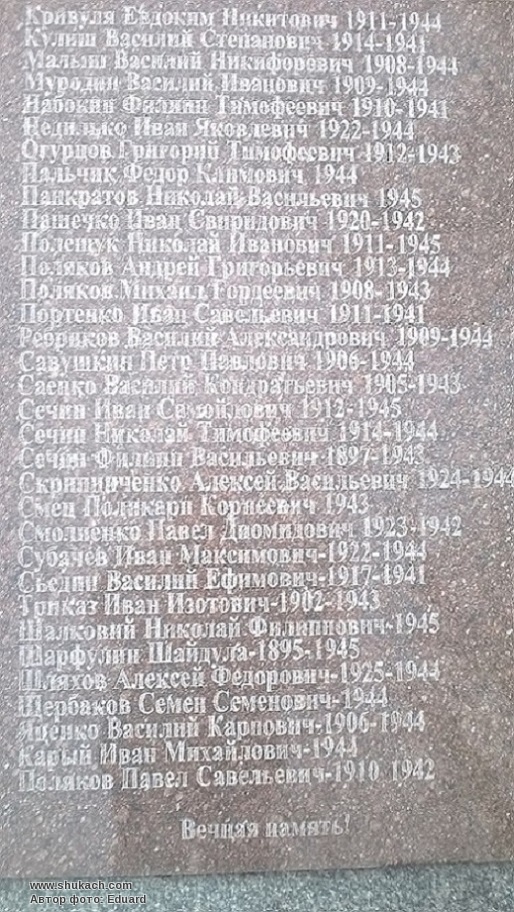 Кривуля Евдоким Никитович 1911-1944
Кулиш Василий Степанович 1914-1941
Малыш Василий Никифорович 1908-1944
Муродин Василий Иванович 1909-1944
Набокин Филипп Тимофеевич 1910-1941
Недилько Иван Яковлевич 1922-1944
Огурцов Григорий Тимофеевич 1912-1943
Пальчик Федор Климович 1944
Панкратов Николай Васильевич 1945
Пашечко Иван Свиридович 1920-1942
Полещук Николай Иванович 1911-1945
Поляков Андрей Григорьевич 1913-1944
Поляков Михаил Гордеевич 1908-1943
Портенко Иван Савельевич 1911-1941
Ребриков Василий Александрович 1909-1944
Савушкин Петр Павлович 1906-1944
Саенко Василий Кондратьевич 1905-1943
Сечин Иван Самойлович 1912-1945
Сечин Николай Тимофеевич 1914-1944
Сечин Филипп Васильевич 1897-1943
Скрипниченко Алексей Васильевич 1924-1944
Смец Поликарп Корнеевич 1943
Смолиенко Павел Диомидович 1923-1942
Субачев Иван Максимович-1922-1944
Сьедин Василий Ефимович-1917-1941
Триказ Иван Изотович-1902-1943
Шалковий Николай Филиппович-1945
Шарфулин Шайдула-1895-1945
Шляхов Алексей Федорович-1925-1944
Щербаков Семен Семенович-1944
Яценко Василий Карпович-1906-1944
Карый Иван Михайлович-1944
Поляков Павел Савельевич-1910 1942
Вечная память!
www.shukach.com
Автор фото: Eduard